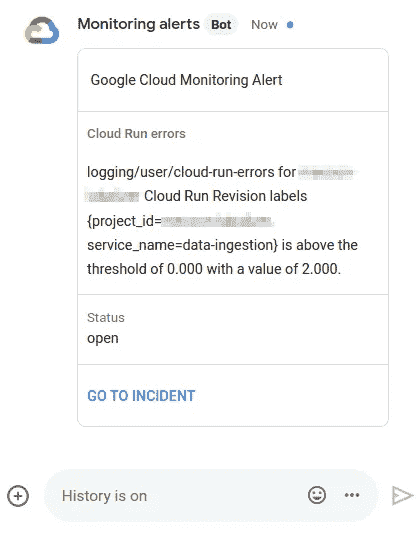 Monitoring alerts Bot Now
Google Cloud Monitoring Alert
Cloud Run errors
logging/user/cloud-run-errors for
Cloud Run Revision labels
{project_id=
service_name=data-ingestion} is above the
threshold of 0.000 with a value of 2.000.
Status
open
GO TO INCIDENT
History is on